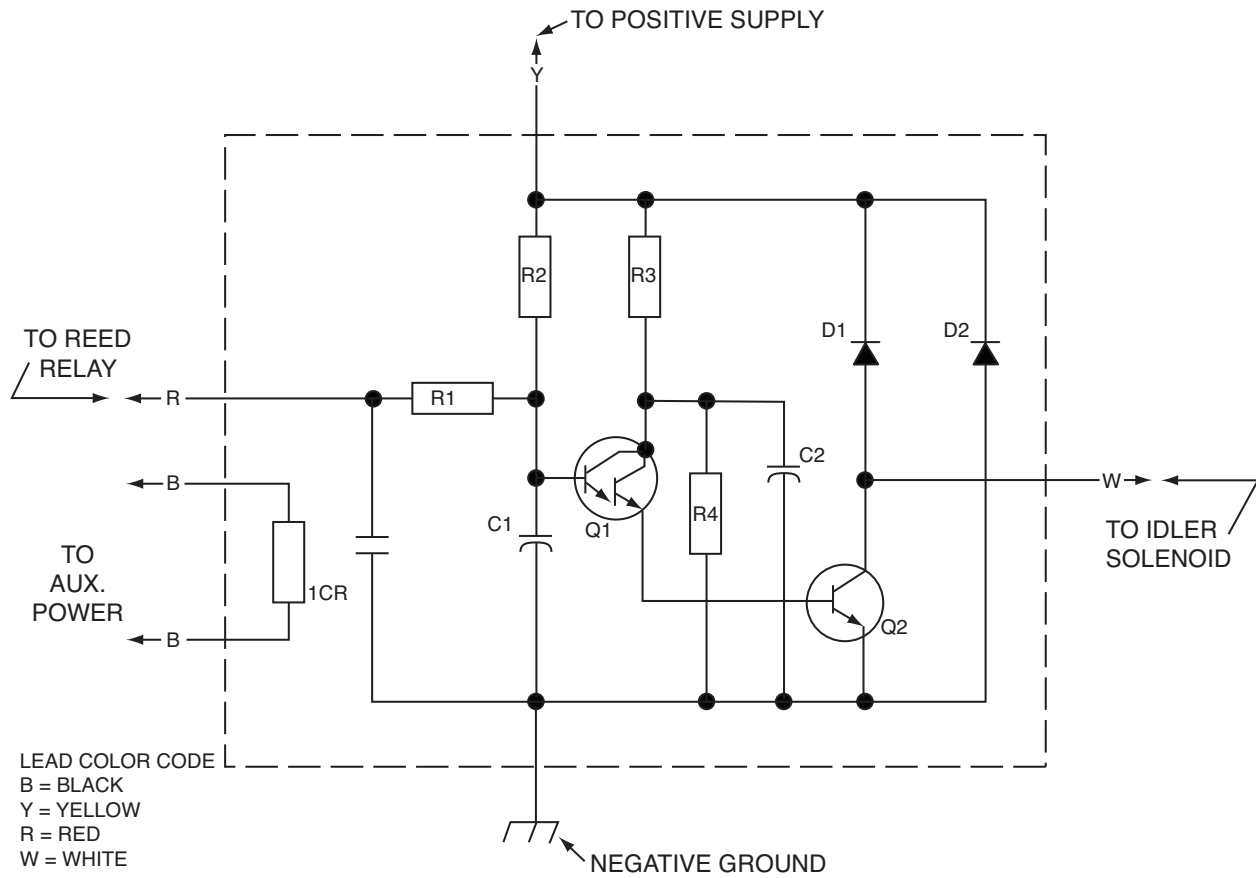 TO POSITIVE SUPPLY
Y
R2
R3
D1
D2
TO REED
RELAY
R
R1
B
C1
Q1
R4
C2
W
TO IDLER
SOLENOID
TO
AUX.
POWER
1CR
B
Q2
LEAD COLOR CODE
B = BLACK
Y = YELLOW
R = RED
W = WHITE
NEGATIVE GROUND